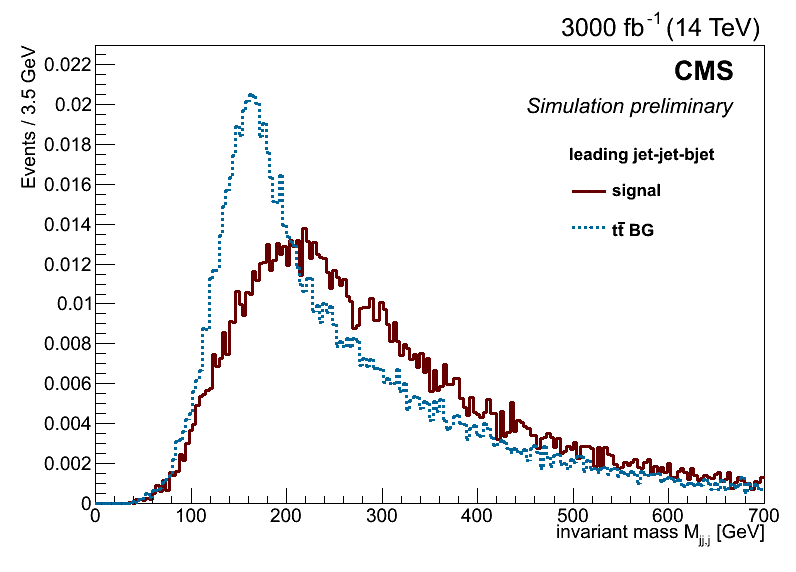 3000 fb⁻¹ (14 TeV)
Events / 3.5 GeV
CMS
Simulation preliminary
leading jet-jet-bjet
signal
tt̄ BG
0.022
0.02
0.018
0.016
0.014
0.012
0.01
0.008
0.006
0.004
0.002
0
0 100 200 300 400 500 600 700
invariant mass M_jj,j [GeV]